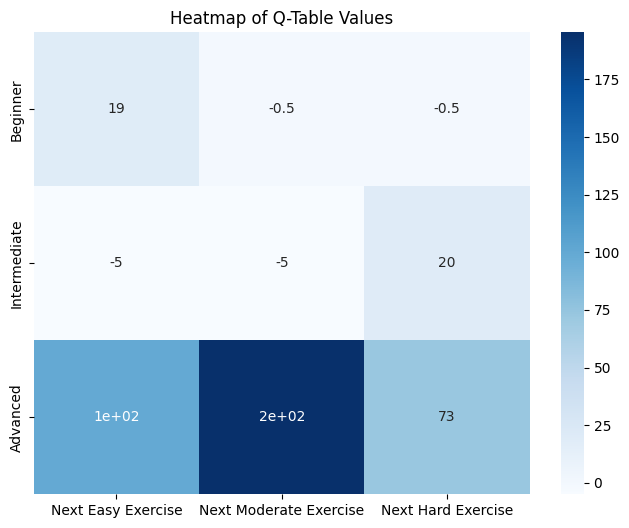 Heatmap of Q-Table Values
Beginner
19
-0.5
-0.5
Intermediate
-5
-5
20
Advanced
1e+02
2e+02
73
Next Easy Exercise
Next Moderate Exercise
Next Hard Exercise
175
150
125
100
75
50
25
0